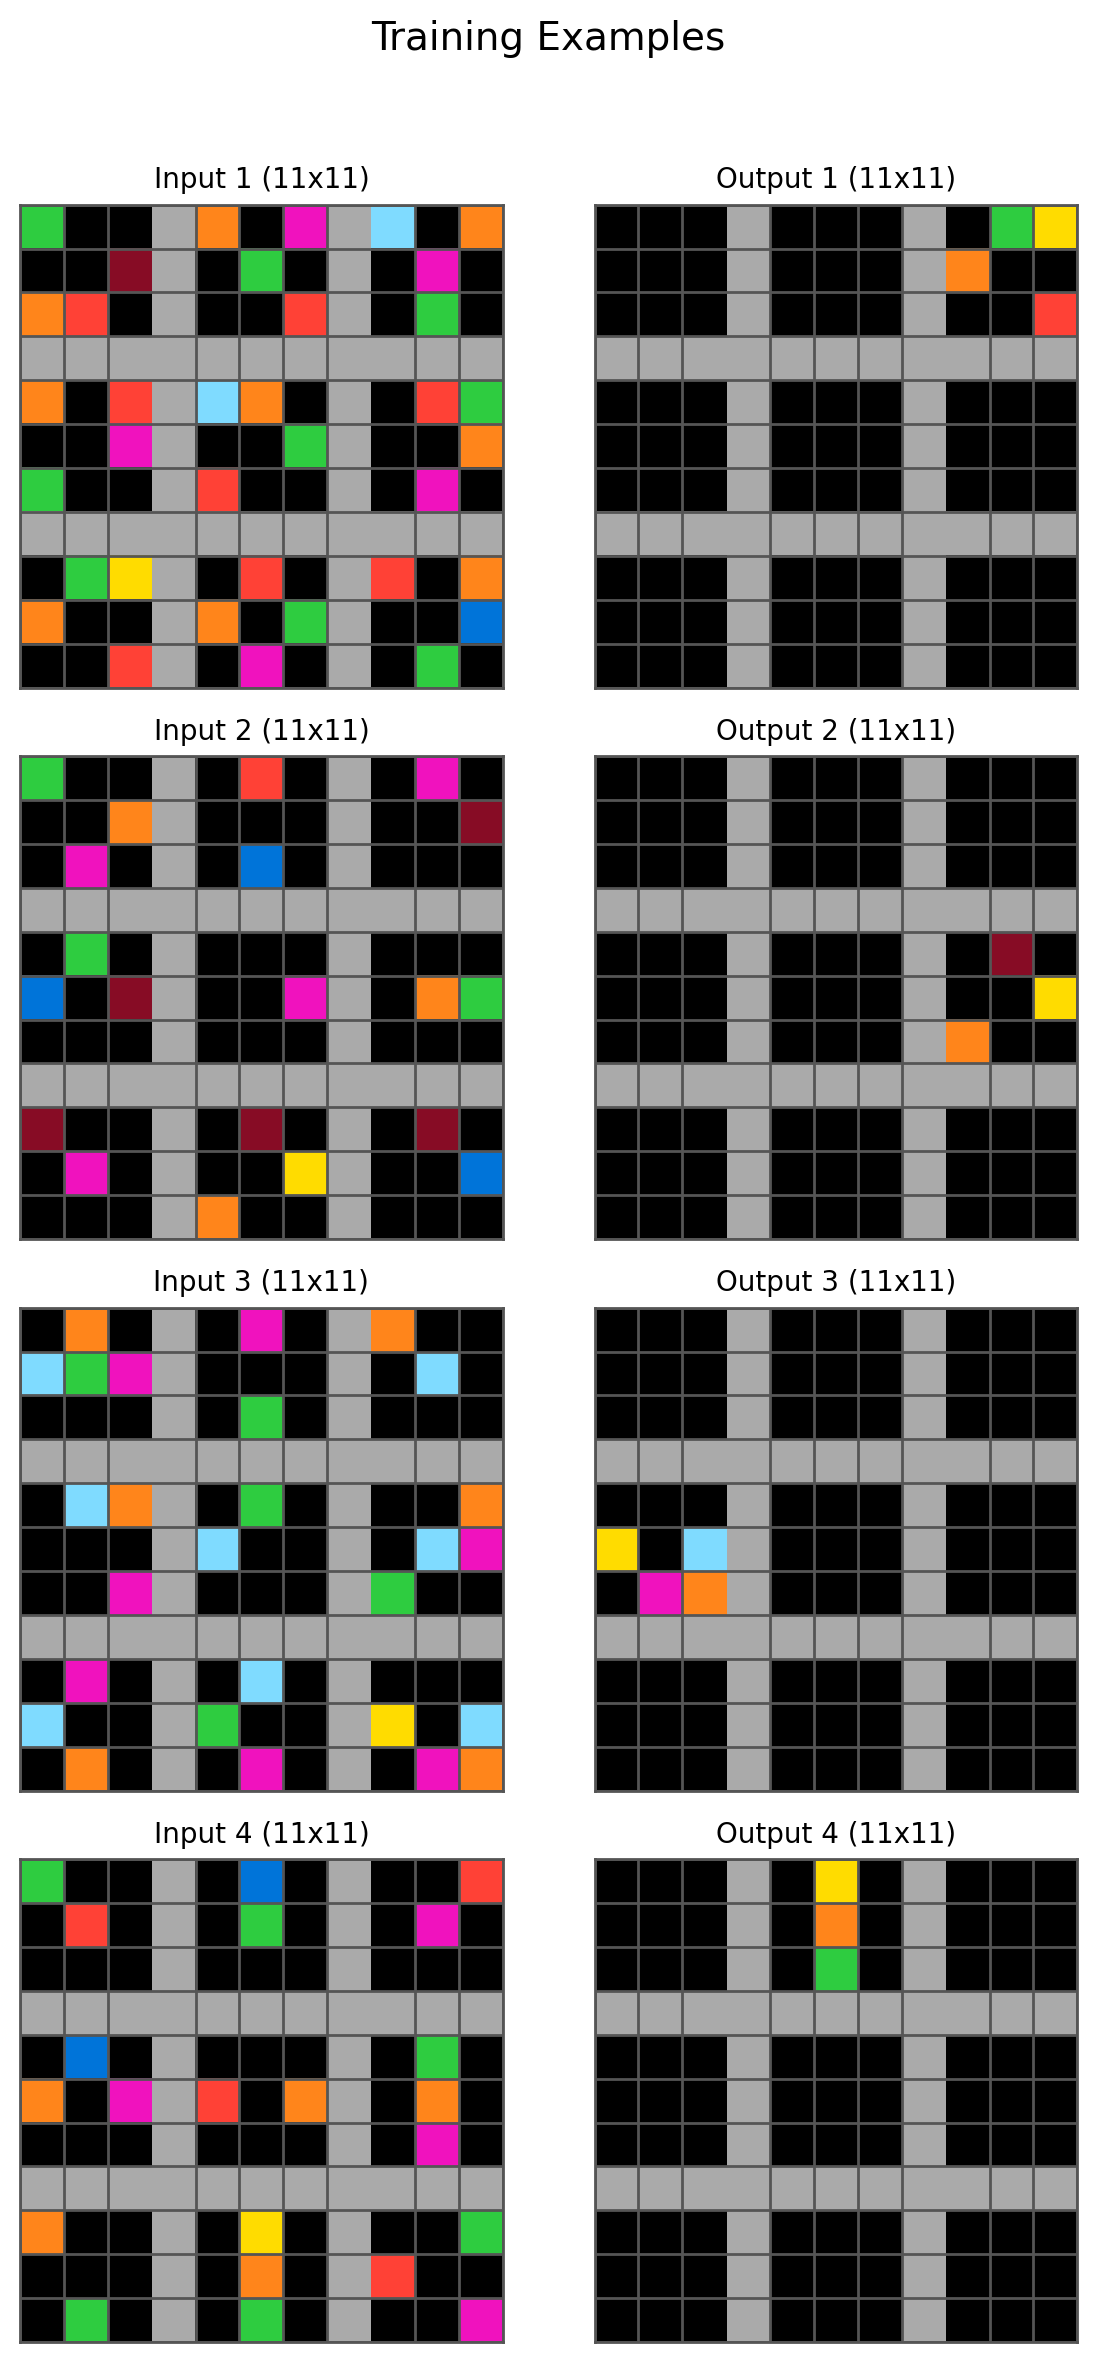 Training Examples
Input 1 (11x11)
Output 1 (11x11)
Input 2 (11x11)
Output 2 (11x11)
Input 3 (11x11)
Output 3 (11x11)
Input 4 (11x11)
Output 4 (11x11)